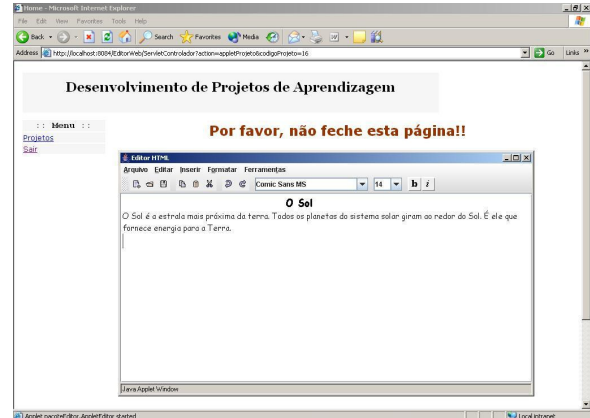 Home - Microsoft Internet Explorer
File Edit View Favorites Tools Help
Back Search Favorites Media
Address http://localhost:8084/EditorWeb/ServletControlador?action=appletProjeto&codigoProjeto=16 Go Links »
Desenvolvimento de Projetos de Aprendizagem
:: Menu ::
Projetos
Sair
Por favor, não feche esta página!!
Editor HTML
Arquivo Editar Inserir Formatar Ferramentas
Comic Sans MS 14 b i
O Sol
O Sol é a estrala mais próxima da terra. Todos os planetas do sistema solar giram ao redor do Sol. É ele que
fornece energia para a Terra.
Java Applet Window
Applet pacoteEditor.AppletEditor started Local intranet